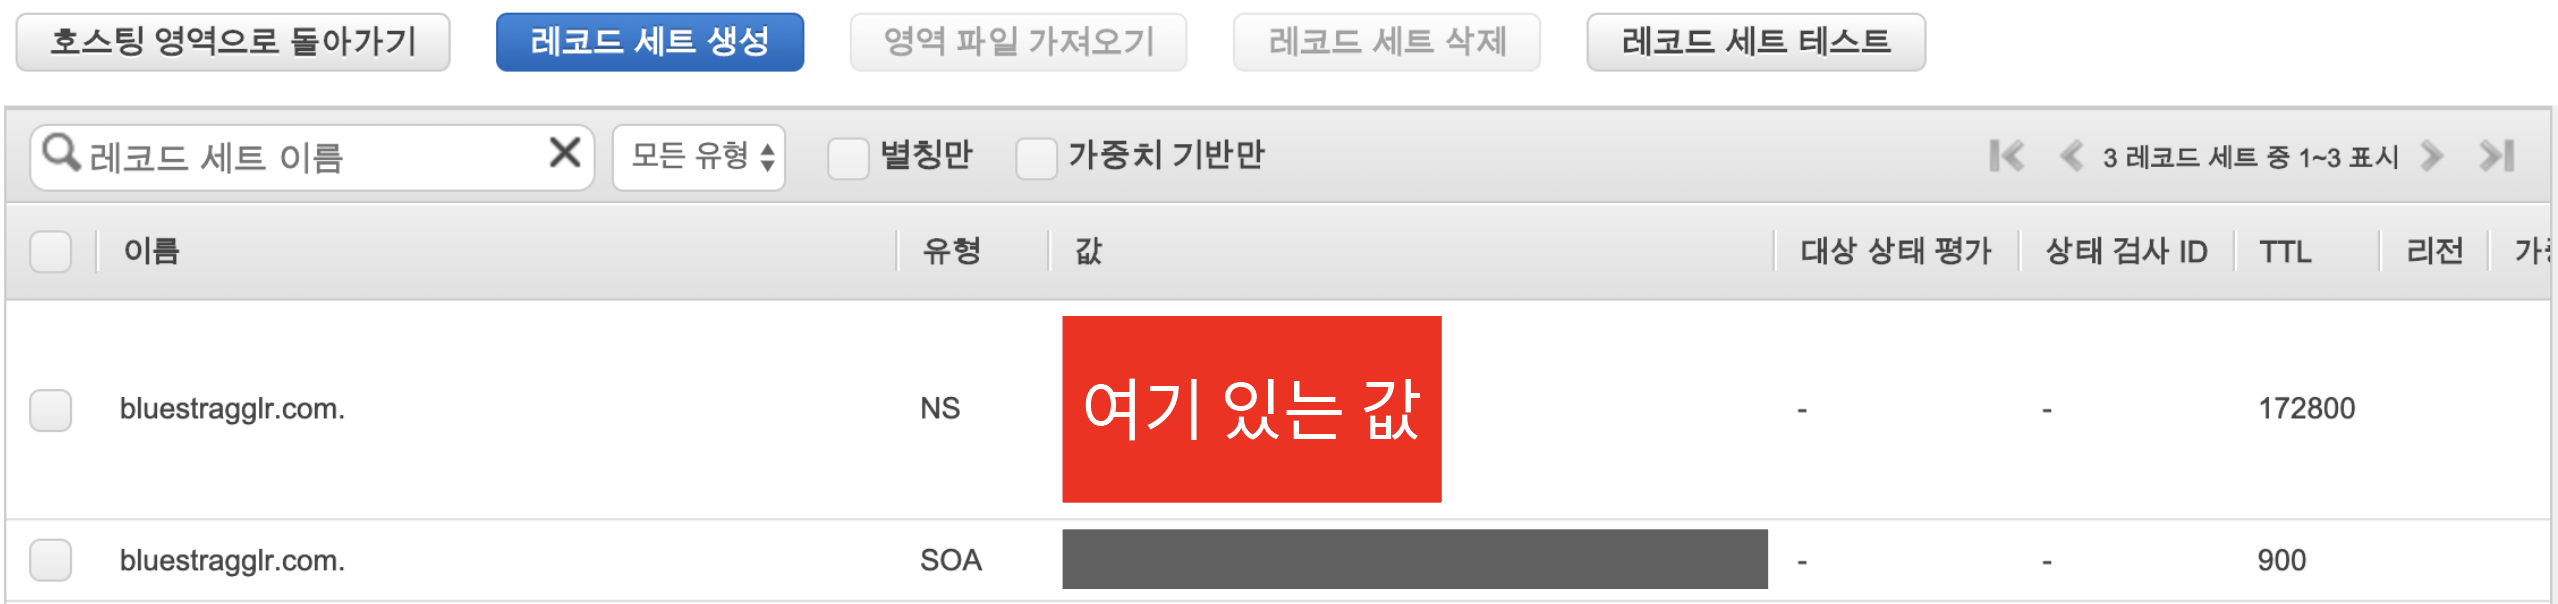 호스팅 영역으로 돌아가기 레코드 세트 생성 영역 파일 가져오기 레코드 세트 삭제 레코드 세트 테스트
레코드 세트 이름 모든 유형 별칭만 가중치 기반만 3 레코드 세트 중 1~3 표시
이름 유형 값 대상 상태 평가 상태 검사 ID TTL 리전
bluestragglr.com. NS 여기 있는 값 - - 172800
bluestragglr.com. SOA - - 900